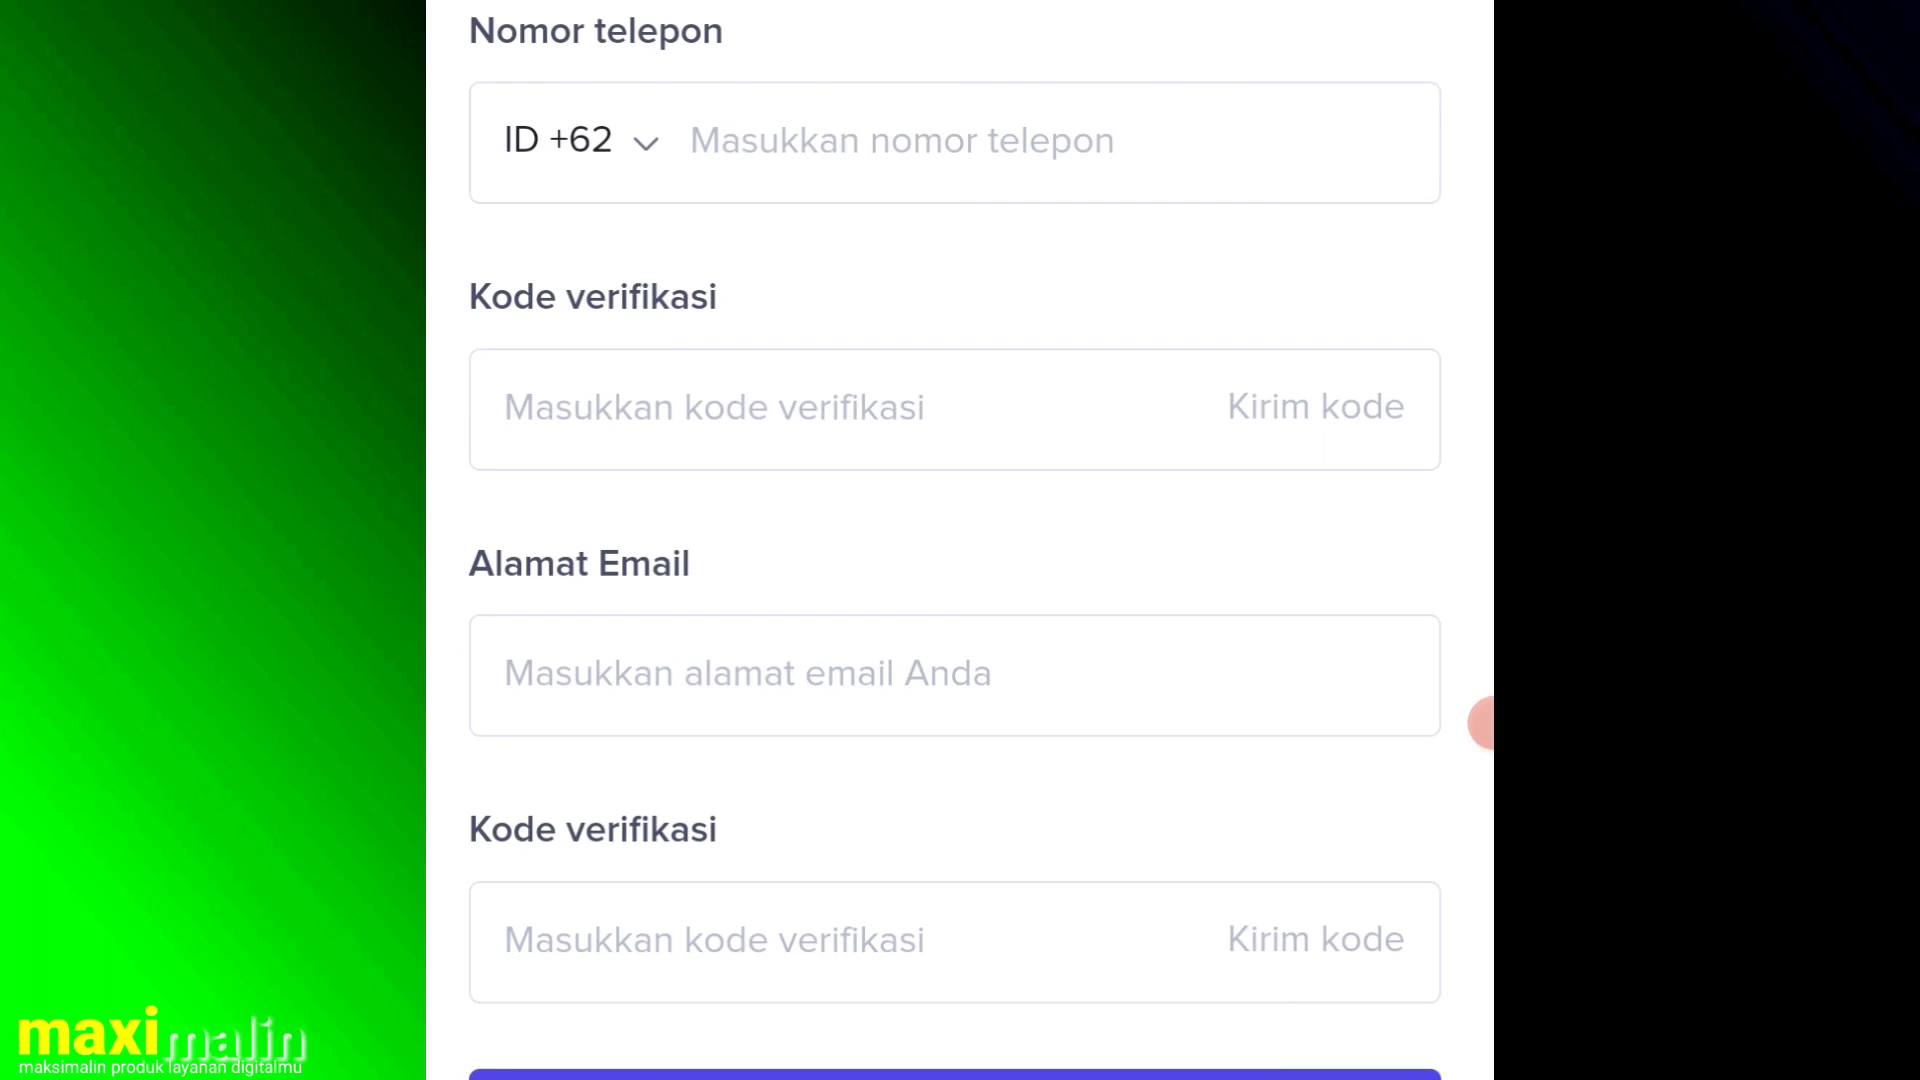 Nomor telepon
ID +62 Masukkan nomor telepon
Kode verifikasi
Masukkan kode verifikasi Kirim kode
Alamat Email
Masukkan alamat email Anda
Kode verifikasi
Masukkan kode verifikasi Kirim kode
maximalin
maksimalin produk layanan digitalmu